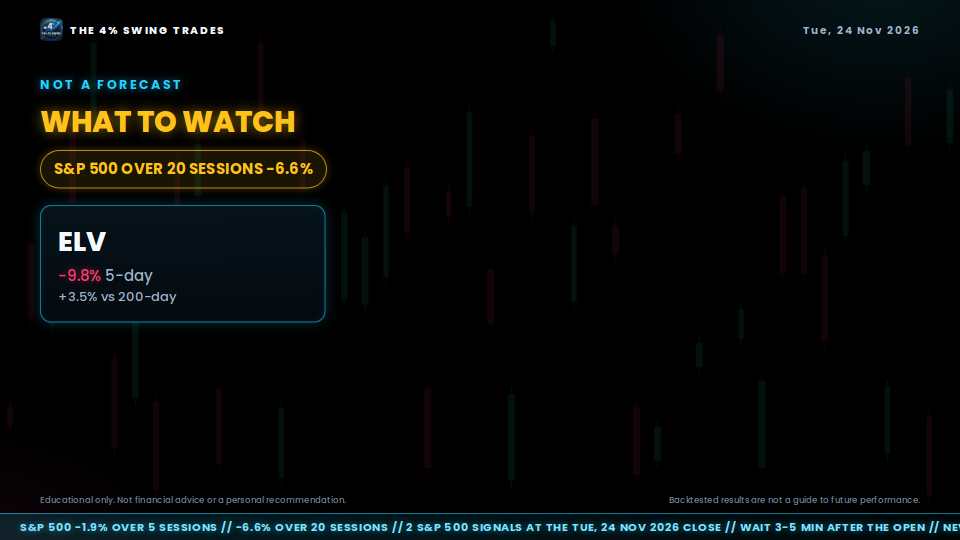 THE 4% SWING TRADES
Tue, 24 Nov 2026
NOT A FORECAST
WHAT TO WATCH
S&P 500 OVER 20 SESSIONS -6.6%
ELV
-9.8% 5-day
+3.5% vs 200-day
Educational only. Not financial advice or a personal recommendation.
Backtested results are not a guide to future performance.
S&P 500 -1.9% OVER 5 SESSIONS // -6.6% OVER 20 SESSIONS // 2 S&P 500 SIGNALS AT THE TUE, 24 NOV 2026 CLOSE // WAIT 3-5 MIN AFTER THE OPEN //